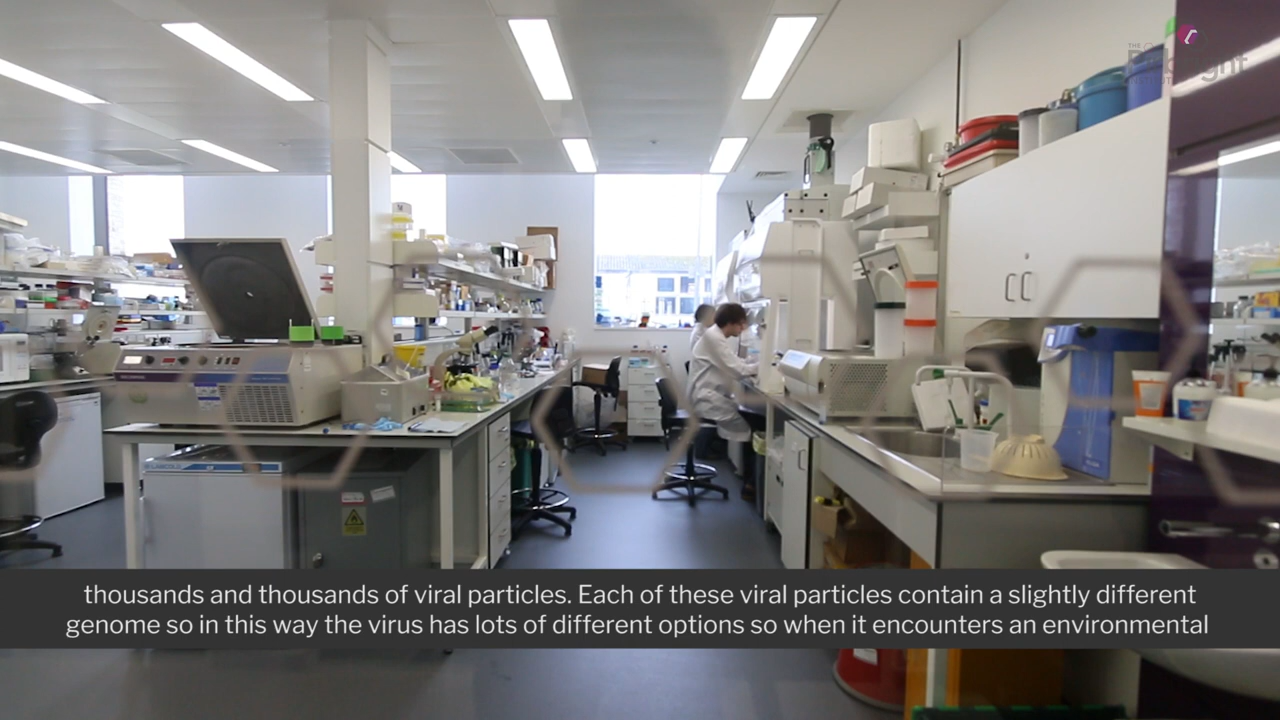 THE
thousands and thousands of viral particles. Each of these viral particles contain a slightly different
genome so in this way the virus has lots of different options so when it encounters an environmental